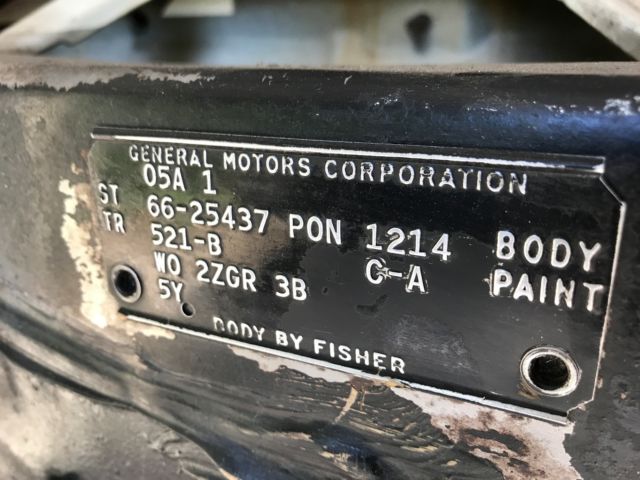 GENERAL MOTORS CORPORATION
05A 1
ST 66-25437 PON 1214 BODY
TR 521-B C-A PAINT
WO 2ZGR 3B
5Y
BODY BY FISHER